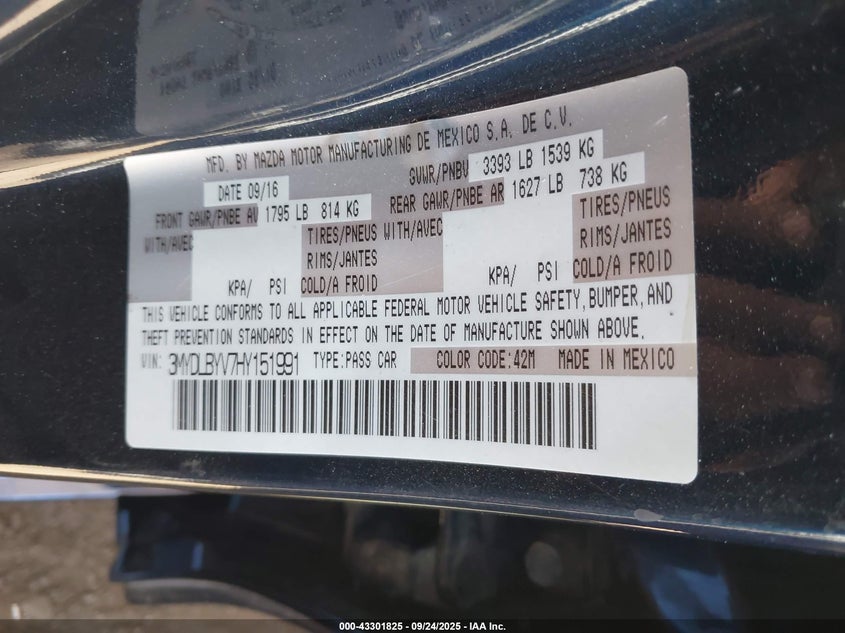 MFD. BY MAZDA MOTOR MANUFACTURING DE MEXICO S.A. DE C.V.
DATE 09/16 GVWR/PNBV 3393 LB 1539 KG
FRONT GAWR/PNBE AV 1795 LB 814 KG REAR GAWR/PNBE AR 1627 LB 738 KG
WITH/AVEC TIRES/PNEUS WITH/AVEC TIRES/PNEUS
RIMS/JANTES RIMS/JANTES
KPA/ PSI COLD/A FROID KPA/ PSI COLD/A FROID
THIS VEHICLE CONFORMS TO ALL APPLICABLE FEDERAL MOTOR VEHICLE SAFETY, BUMPER, AND
THEFT PREVENTION STANDARDS IN EFFECT ON THE DATE OF MANUFACTURE SHOWN ABOVE.
VIN: 3MYDLBYV7HY151991 TYPE:PASS CAR COLOR CODE:42M MADE IN MEXICO
000-43301825 - 09/24/2025 - IAA Inc.